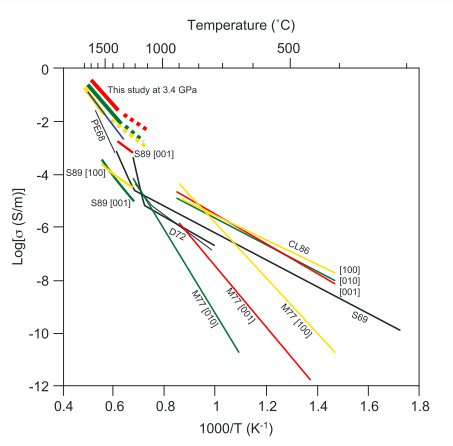 Temperature (˚C)
1500
1000
500
0
-2
-4
-6
-8
-10
-12
Log[σ (S/m)]
This study at 3.4 GPa
PE68
S89 [001]
S89 [100]
S89 [001]
D72
CL86
[100]
[010]
[001]
S69
M77 [010]
M77 [001]
M77 [100]
0.4 0.6 0.8 1.0 1.2 1.4 1.6 1.8
1000/T (K-1)